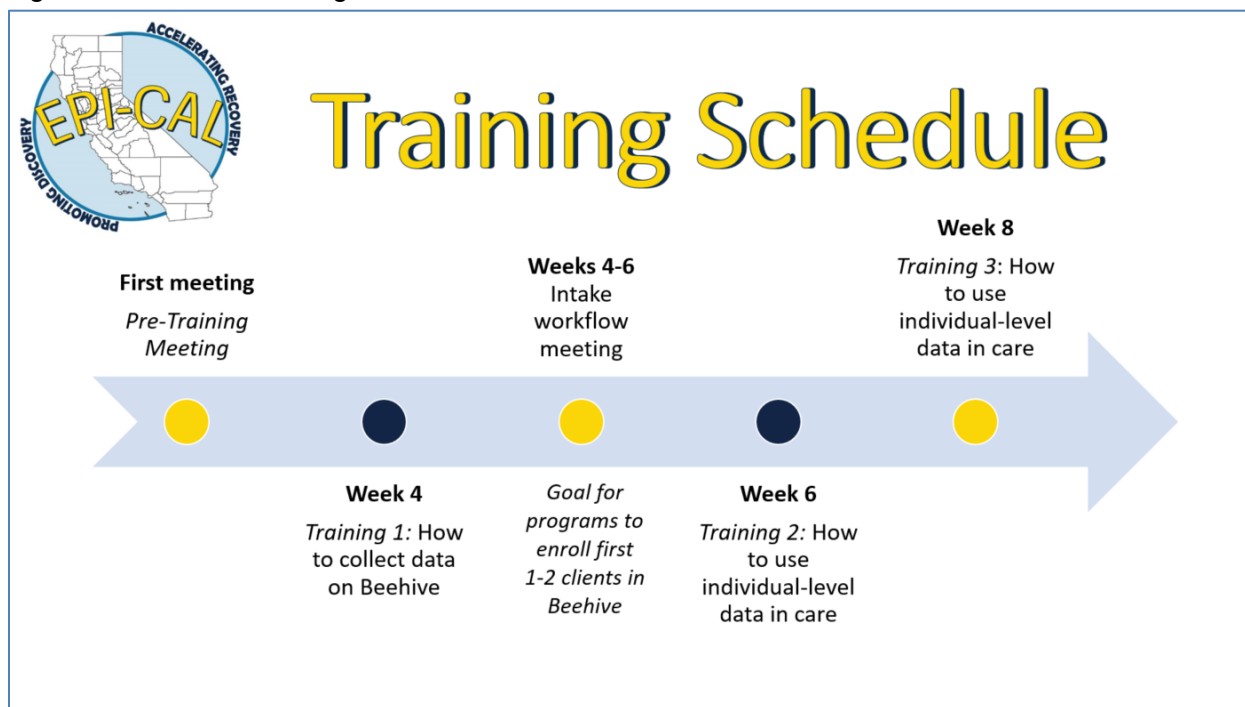 ACCELERATING RECOVERY
EPI-CAL
PROMOTING DISCOVERY
Training Schedule
First meeting
Pre-Training
Meeting
Week 4
Training 1: How
to collect data
on Beehive
Weeks 4-6
Intake
workflow
meeting
Goal for
programs to
enroll first
1-2 clients in
Beehive
Week 6
Training 2: How
to use
individual-level
data in care
Week 8
Training 3: How
to use
individual-level
data in care